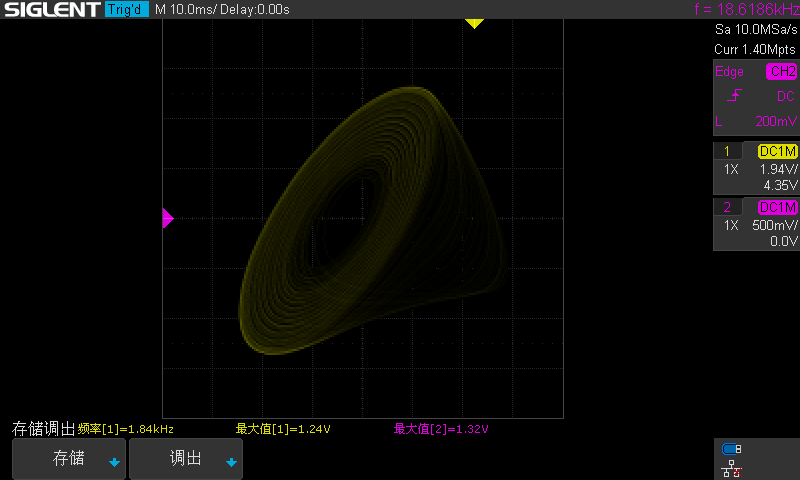 SIGLENT Trig'd M 10.0ms/ Delay:0.00s f = 18.6186kHz
Sa 10.0MSa/s
Curr 1.40Mpts
Edge CH2
DC
L 200mV
1 DC1M
1X 1.94V/
4.35V
2 DC1M
1X 500mV/
0.0V
存储调出 频率[1]=1.84kHz 最大值[1]=1.24V 最大值[2]=1.32V
存储 调出